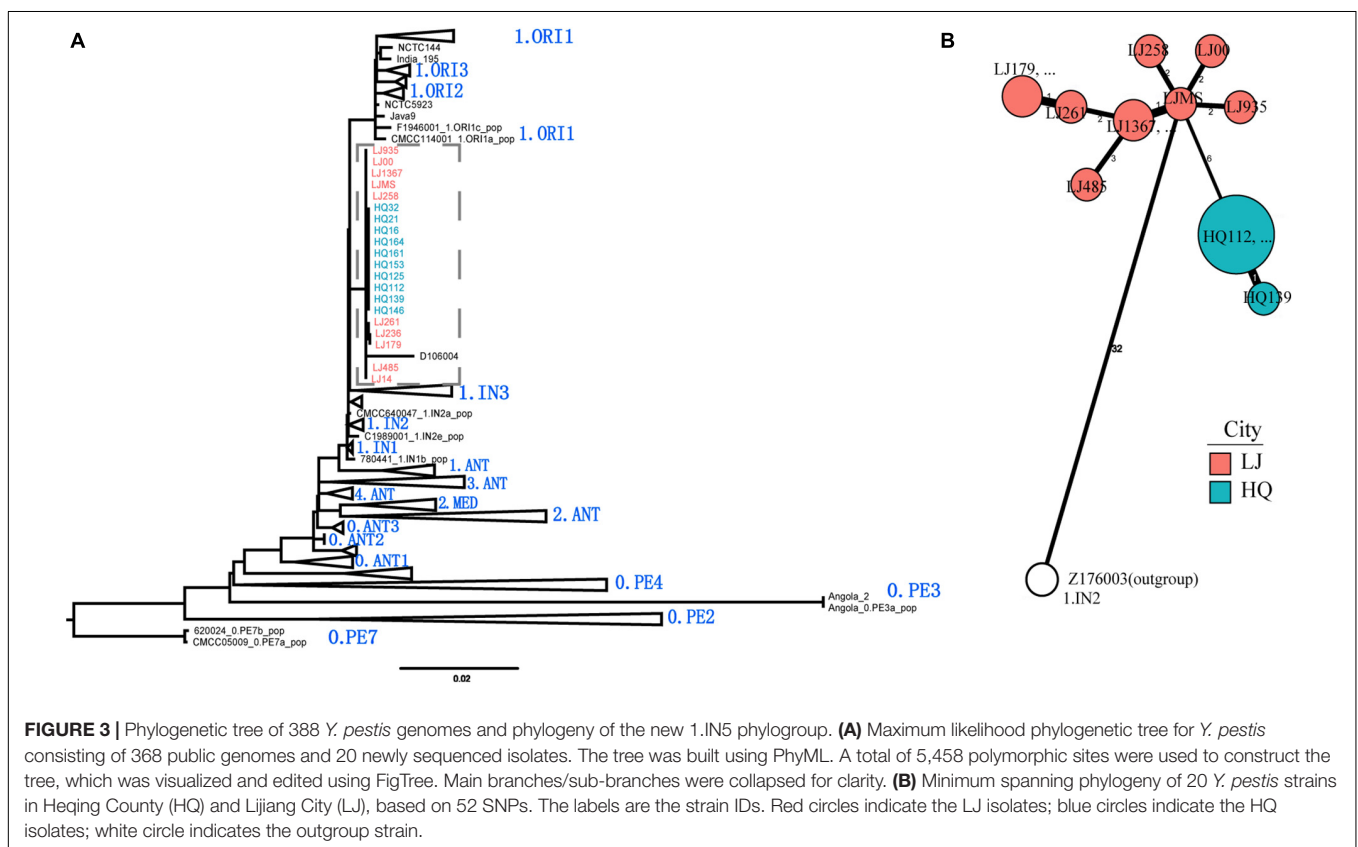 A
1.ORI1
NCTC144
India_195
1.ORI3
1.ORI2
NCTC5923
Java9
F1946001_1.ORI1c_pop
CMCC114001_1.ORI1a_pop
1.ORI1
LJ935
LJ00
LJ1367
LJMS
LJ258
HQ32
HQ21
HQ16
HQ164
HQ161
HQ153
HQ125
HQ112
HQ139
HQ146
LJ261
LJ236
LJ179
D106004
LJ485
LJ14
1.IN3
CMCC640047_1.IN2a_pop
1.IN2
C1989001_1.IN2e_pop
1.IN1
780441_1.IN1b_pop
1.ANT
3.ANT
4.ANT
2.MED
2.ANT
0.ANT3
0.ANT2
0.ANT1
0.PE4
Angola_2
0.PE3
Angola_0.PE3a_pop
0.PE2
620024_0.PE7b_pop
0.PE7
CMCC05009_0.PE7a_pop
0.02
B
LJ258
LJ00
2
2
LJ179, ...
1
LJ261
2
LJ1367, ...
1
LJMS
2
LJ935
3
LJ485
6
HQ112, ...
1
HQ139
32
City
LJ
HQ
Z176003(outgroup)
1.IN2
FIGURE 3 | Phylogenetic tree of 388 Y. pestis genomes and phylogeny of the new 1.IN5 phylogroup. (A) Maximum likelihood phylogenetic tree for Y. pestis
consisting of 368 public genomes and 20 newly sequenced isolates. The tree was built using PhyML. A total of 5,458 polymorphic sites were used to construct the
tree, which was visualized and edited using FigTree. Main branches/sub-branches were collapsed for clarity. (B) Minimum spanning phylogeny of 20 Y. pestis strains
in Heqing County (HQ) and Lijiang City (LJ), based on 52 SNPs. The labels are the strain IDs. Red circles indicate the LJ isolates; blue circles indicate the HQ
isolates; white circle indicates the outgroup strain.